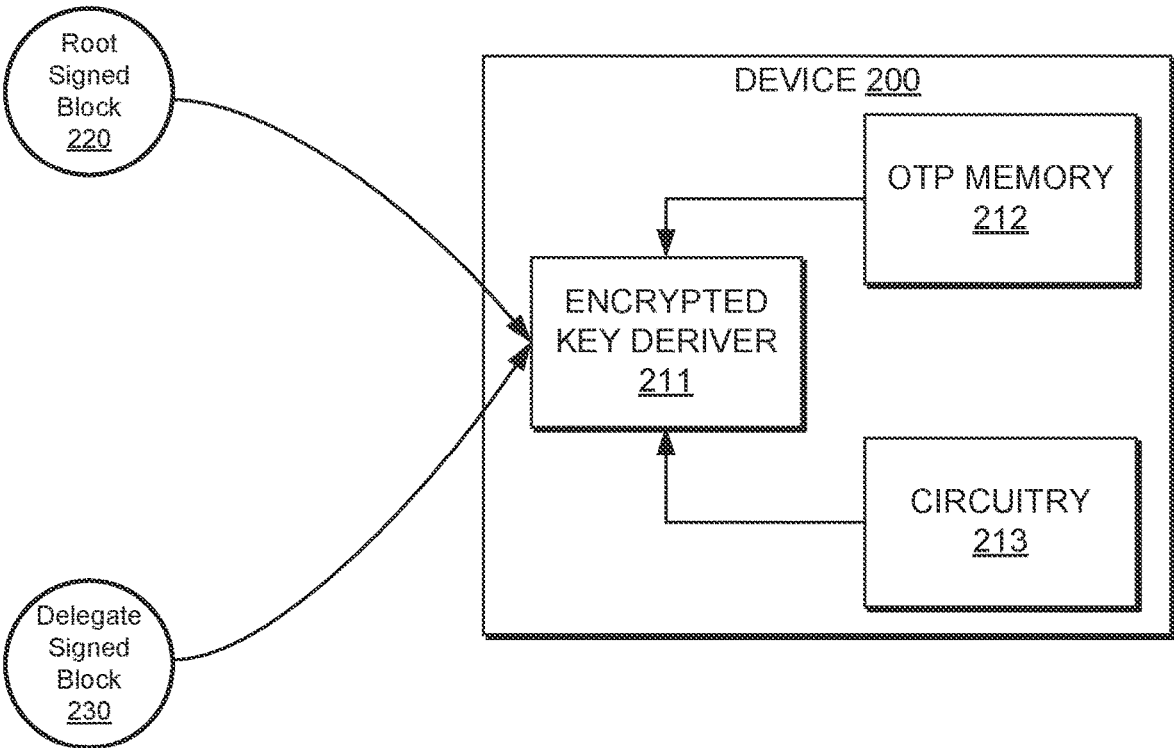 Root
Signed
Block
220
DEVICE 200
OTP MEMORY
212
ENCRYPTED
KEY DERIVER
211
CIRCUITRY
213
Delegate
Signed
Block
230